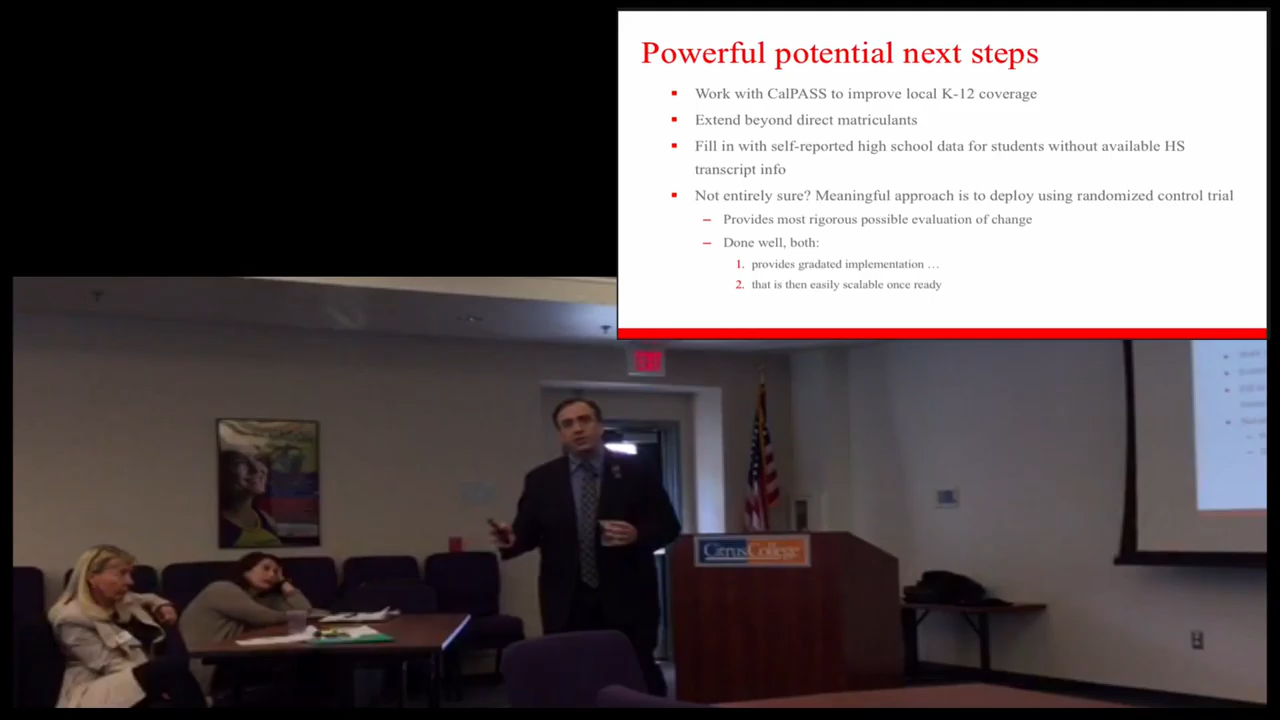 Powerful potential next steps
Work with CalPASS to improve local K-12 coverage
Extend beyond direct matriculants
Fill in with self-reported high school data for students without available HS
transcript info
Not entirely sure? Meaningful approach is to deploy using randomized control trial
– Provides most rigorous possible evaluation of change
– Done well, both:
1. provides gradated implementation …
2. that is then easily scalable once ready
EXIT
CitrusCollege